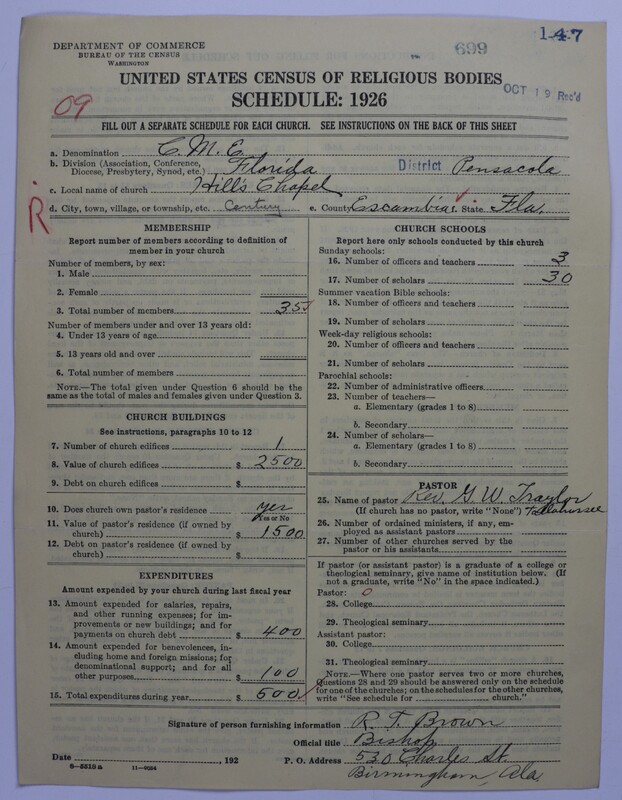 147
699
DEPARTMENT OF COMMERCE
BUREAU OF THE CENSUS
WASHINGTON
UNITED STATES CENSUS OF RELIGIOUS BODIES
SCHEDULE: 1926
OCT 19 Rec'd
09
FILL OUT A SEPARATE SCHEDULE FOR EACH CHURCH. SEE INSTRUCTIONS ON THE BACK OF THIS SHEET
a. Denomination C. M. E.
b. Division (Association, Conference, Diocese, Presbytery, Synod, etc.) Florida District Pensacola
c. Local name of church Hill's Chapel
d. City, town, village, or township, etc. Century e. County Escambia f. State Fla.
R
MEMBERSHIP
Report number of members according to definition of
member in your church
Number of members, by sex:
1. Male
2. Female
3. Total number of members 35
Number of members under and over 13 years old:
4. Under 13 years of age
5. 13 years old and over
6. Total number of members
NOTE.—The total given under Question 6 should be the
same as the total of males and females given under Question 3.
CHURCH BUILDINGS
See instructions, paragraphs 10 to 12
7. Number of church edifices 1
8. Value of church edifices $ 2500
9. Debt on church edifices $
10. Does church own pastor's residence yes
Yes or No
11. Value of pastor's residence (if owned by
church) $ 1500
12. Debt on pastor's residence (if owned by
church) $
EXPENDITURES
Amount expended by your church during last fiscal year
13. Amount expended for salaries, repairs,
and other running expenses; for im-
provements or new buildings; and for
payments on church debt $ 400
14. Amount expended for benevolences, in-
cluding home and foreign missions; for
denominational support; and for all
other purposes $ 100
15. Total expenditures during year $ 500
CHURCH SCHOOLS
Report here only schools conducted by this church
Sunday schools:
16. Number of officers and teachers 3
17. Number of scholars 30
Summer vacation Bible schools:
18. Number of officers and teachers
19. Number of scholars
Week-day religious schools:
20. Number of officers and teachers
21. Number of scholars
Parochial schools:
22. Number of administrative officers
23. Number of teachers—
a. Elementary (grades 1 to 8)
b. Secondary
24. Number of scholars—
a. Elementary (grades 1 to 8)
b. Secondary
PASTOR
25. Name of pastor Rev. G. W. Traylor
(If church has no pastor, write "None") Tallahassee
26. Number of ordained ministers, if any, em-
ployed as assistant pastors
27. Number of other churches served by the
pastor or his assistants
If pastor (or assistant pastor) is a graduate of a college or
theological seminary, give name of institution below. (If
not a graduate, write "No" in the space indicated.)
Pastor: 0
28. College
29. Theological seminary
Assistant pastor:
30. College
31. Theological seminary
NOTE.—Where one pastor serves two or more churches,
Questions 28 and 29 should be answered only on the schedule
for one of the churches; on the schedules for the other churches,
write "See schedule for church."
Signature of person furnishing information R. T. Brown
Official title Bishop
Date , 192 P. O. Address 530 Charles St.
Birmingham, Ala.
8-5518 a 11-9554